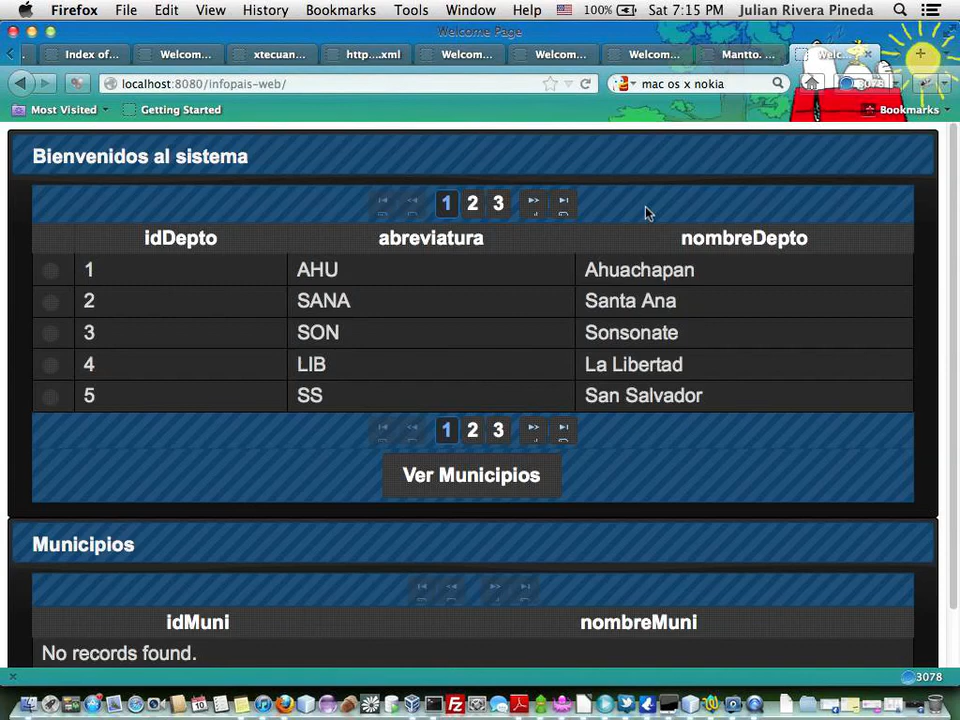 Firefox File Edit View History Bookmarks Tools Window Help 100% Sat 7:15 PM Julian Rivera Pineda
Welcome Page
Index of... Welcom... xtecuan... http....xml Welcom... Welcom... Welcom... Mantto. ... Welc...
localhost:8080/infopais-web/ mac os x nokia 3078
Most Visited Getting Started Bookmarks
Bienvenidos al sistema
1 2 3
idDepto abreviatura nombreDepto
1 AHU Ahuachapan
2 SANA Santa Ana
3 SON Sonsonate
4 LIB La Libertad
5 SS San Salvador
1 2 3
Ver Municipios
Municipios
idMuni nombreMuni
No records found.
3078